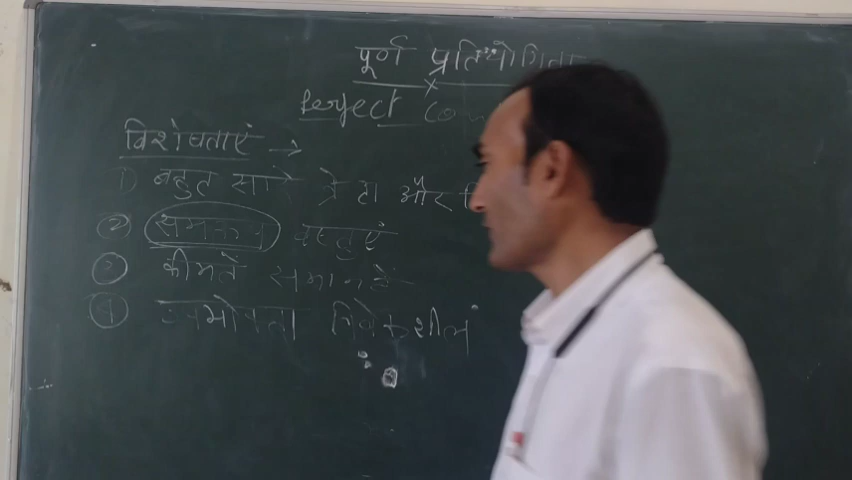 पूर्ण प्रतियोगिता
Perfect
विशेषताएं →
1) बहुत सारे क्रेता और
2) समरूप वस्तुएं
3) कीमतें समान हैं
4) उपभोक्ता विवेकशील